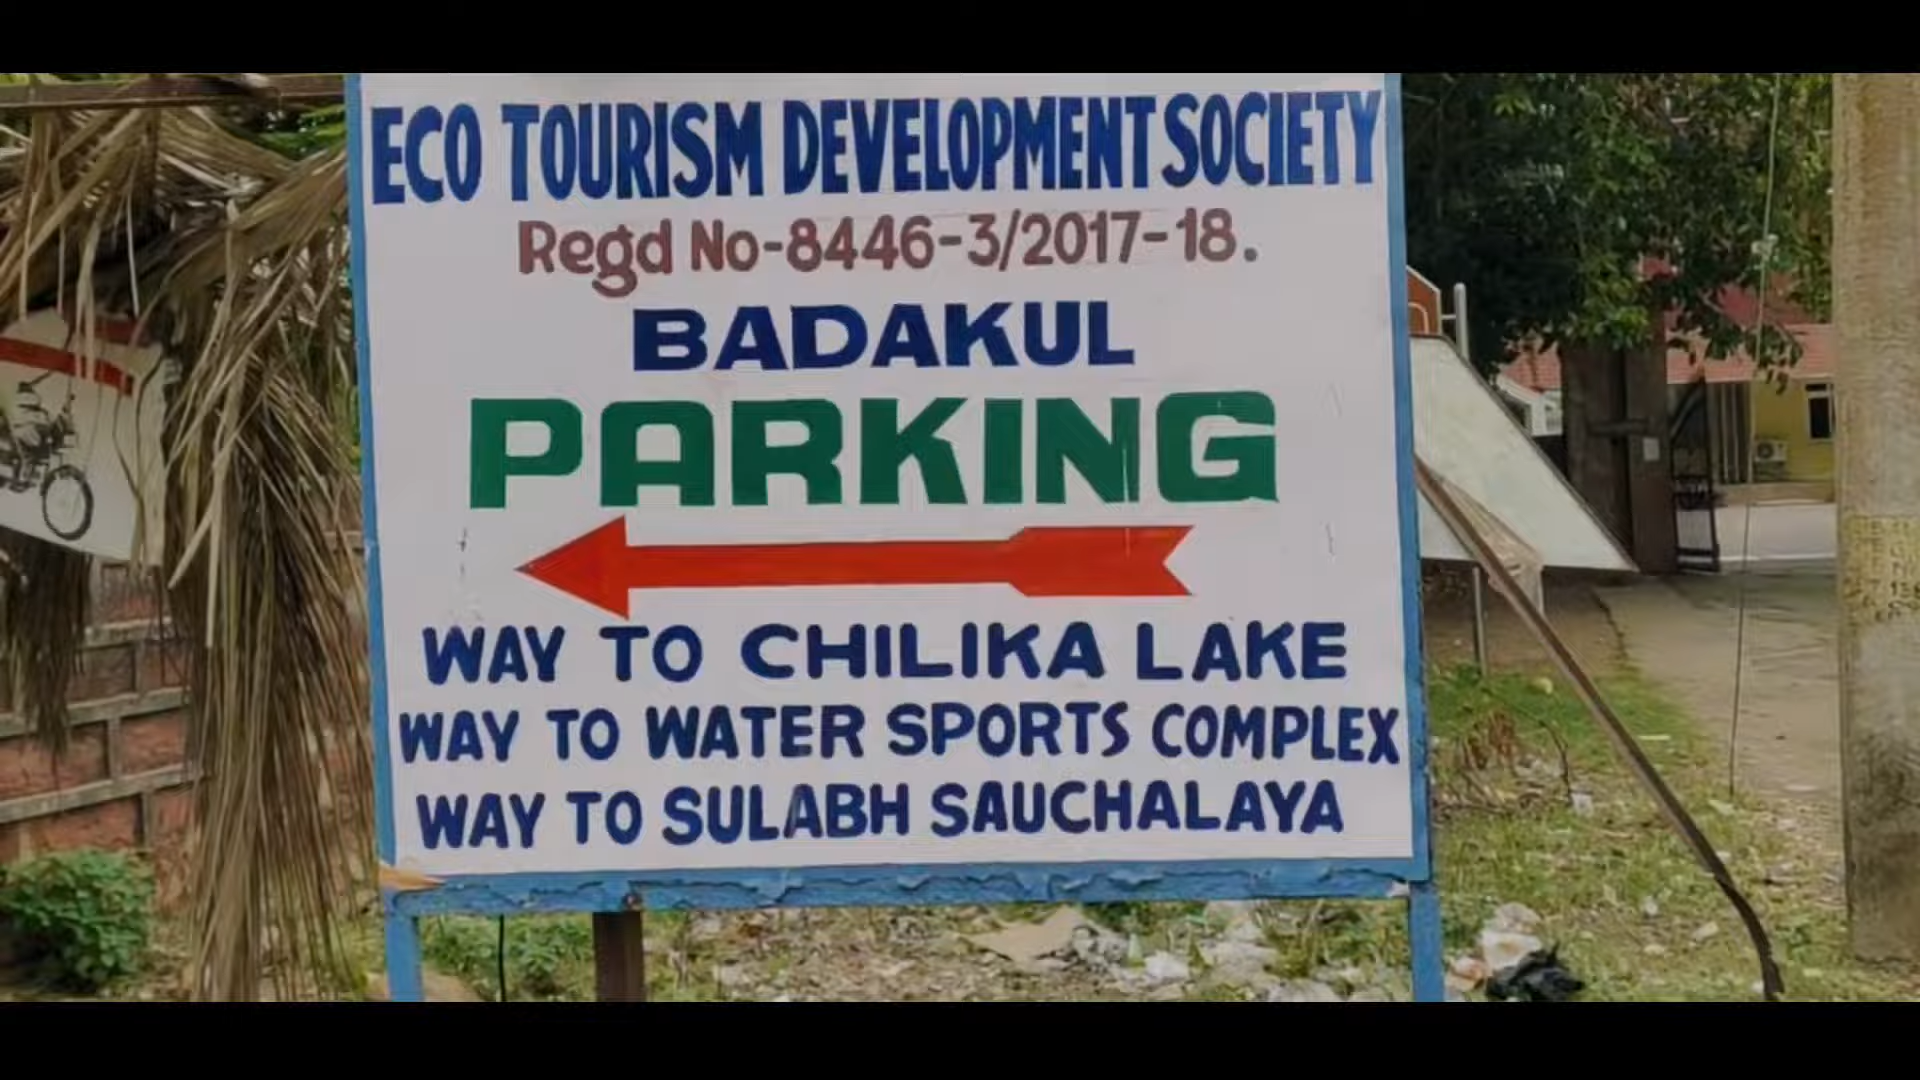 ECO TOURISM DEVELOPMENT SOCIETY
Regd No-8446-3/2017-18.
BADAKUL
PARKING
WAY TO CHILIKA LAKE
WAY TO WATER SPORTS COMPLEX
WAY TO SULABH SAUCHALAYA